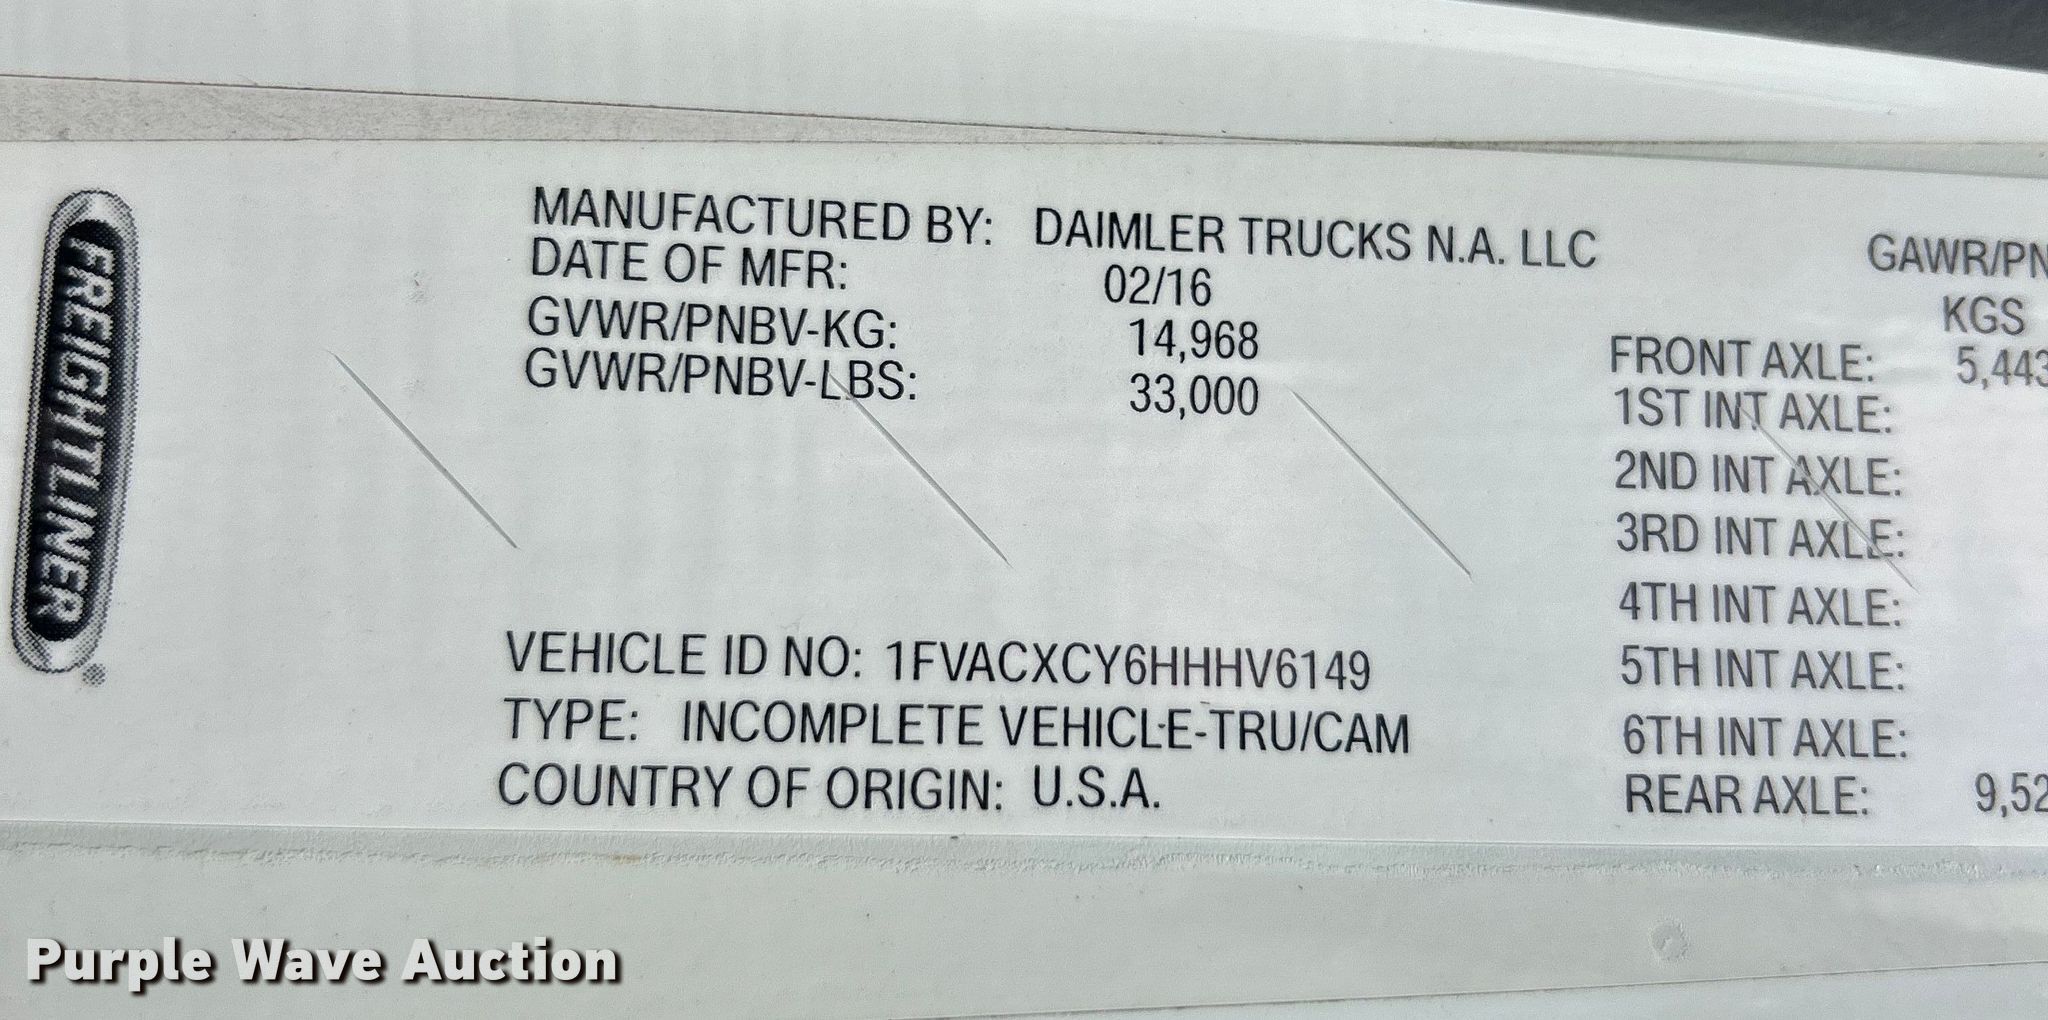 FREIGHTLINER
®
MANUFACTURED BY: DAIMLER TRUCKS N.A. LLC
DATE OF MFR: 02/16
GVWR/PNBV-KG: 14,968
GVWR/PNBV-LBS: 33,000
VEHICLE ID NO: 1FVACXCY6HHHV6149
TYPE: INCOMPLETE VEHICLE-TRU/CAM
COUNTRY OF ORIGIN: U.S.A.
GAWR/PN
KGS
FRONT AXLE: 5,443
1ST INT AXLE:
2ND INT AXLE:
3RD INT AXLE:
4TH INT AXLE:
5TH INT AXLE:
6TH INT AXLE:
REAR AXLE: 9,52
Purple Wave Auction